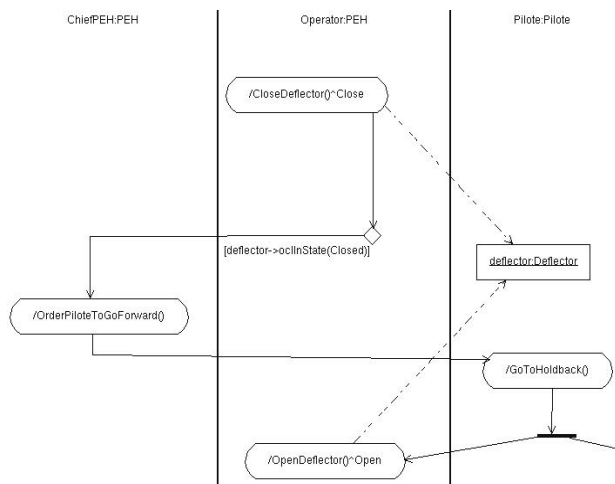 ChiefPEH:PEH
Operator:PEH
Pilote:Pilote
/CloseDeflector()^Close
[deflector->oclInState(Closed)]
deflector:Deflector
/OrderPiloteToGoForward()
/GoToHoldback()
/OpenDeflector()^Open